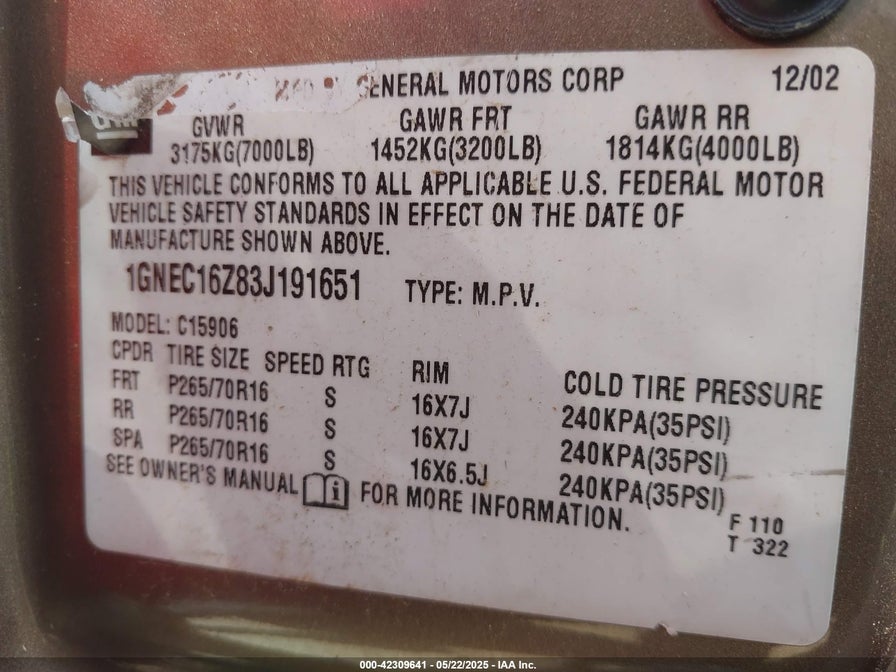 GENERAL MOTORS CORP 12/02
GM
GVWR GAWR FRT GAWR RR
3175KG(7000LB) 1452KG(3200LB) 1814KG(4000LB)
THIS VEHICLE CONFORMS TO ALL APPLICABLE U.S. FEDERAL MOTOR
VEHICLE SAFETY STANDARDS IN EFFECT ON THE DATE OF
MANUFACTURE SHOWN ABOVE.
1GNEC16Z83J191651 TYPE: M.P.V.
MODEL: C15906
CPDR TIRE SIZE SPEED RTG RIM COLD TIRE PRESSURE
FRT P265/70R16 S 16X7J 240KPA(35PSI)
RR P265/70R16 S 16X7J 240KPA(35PSI)
SPA P265/70R16 S 16X6.5J 240KPA(35PSI)
SEE OWNER'S MANUAL i FOR MORE INFORMATION.
F 110
T 322
000-42309641 - 05/22/2025 - IAA Inc.